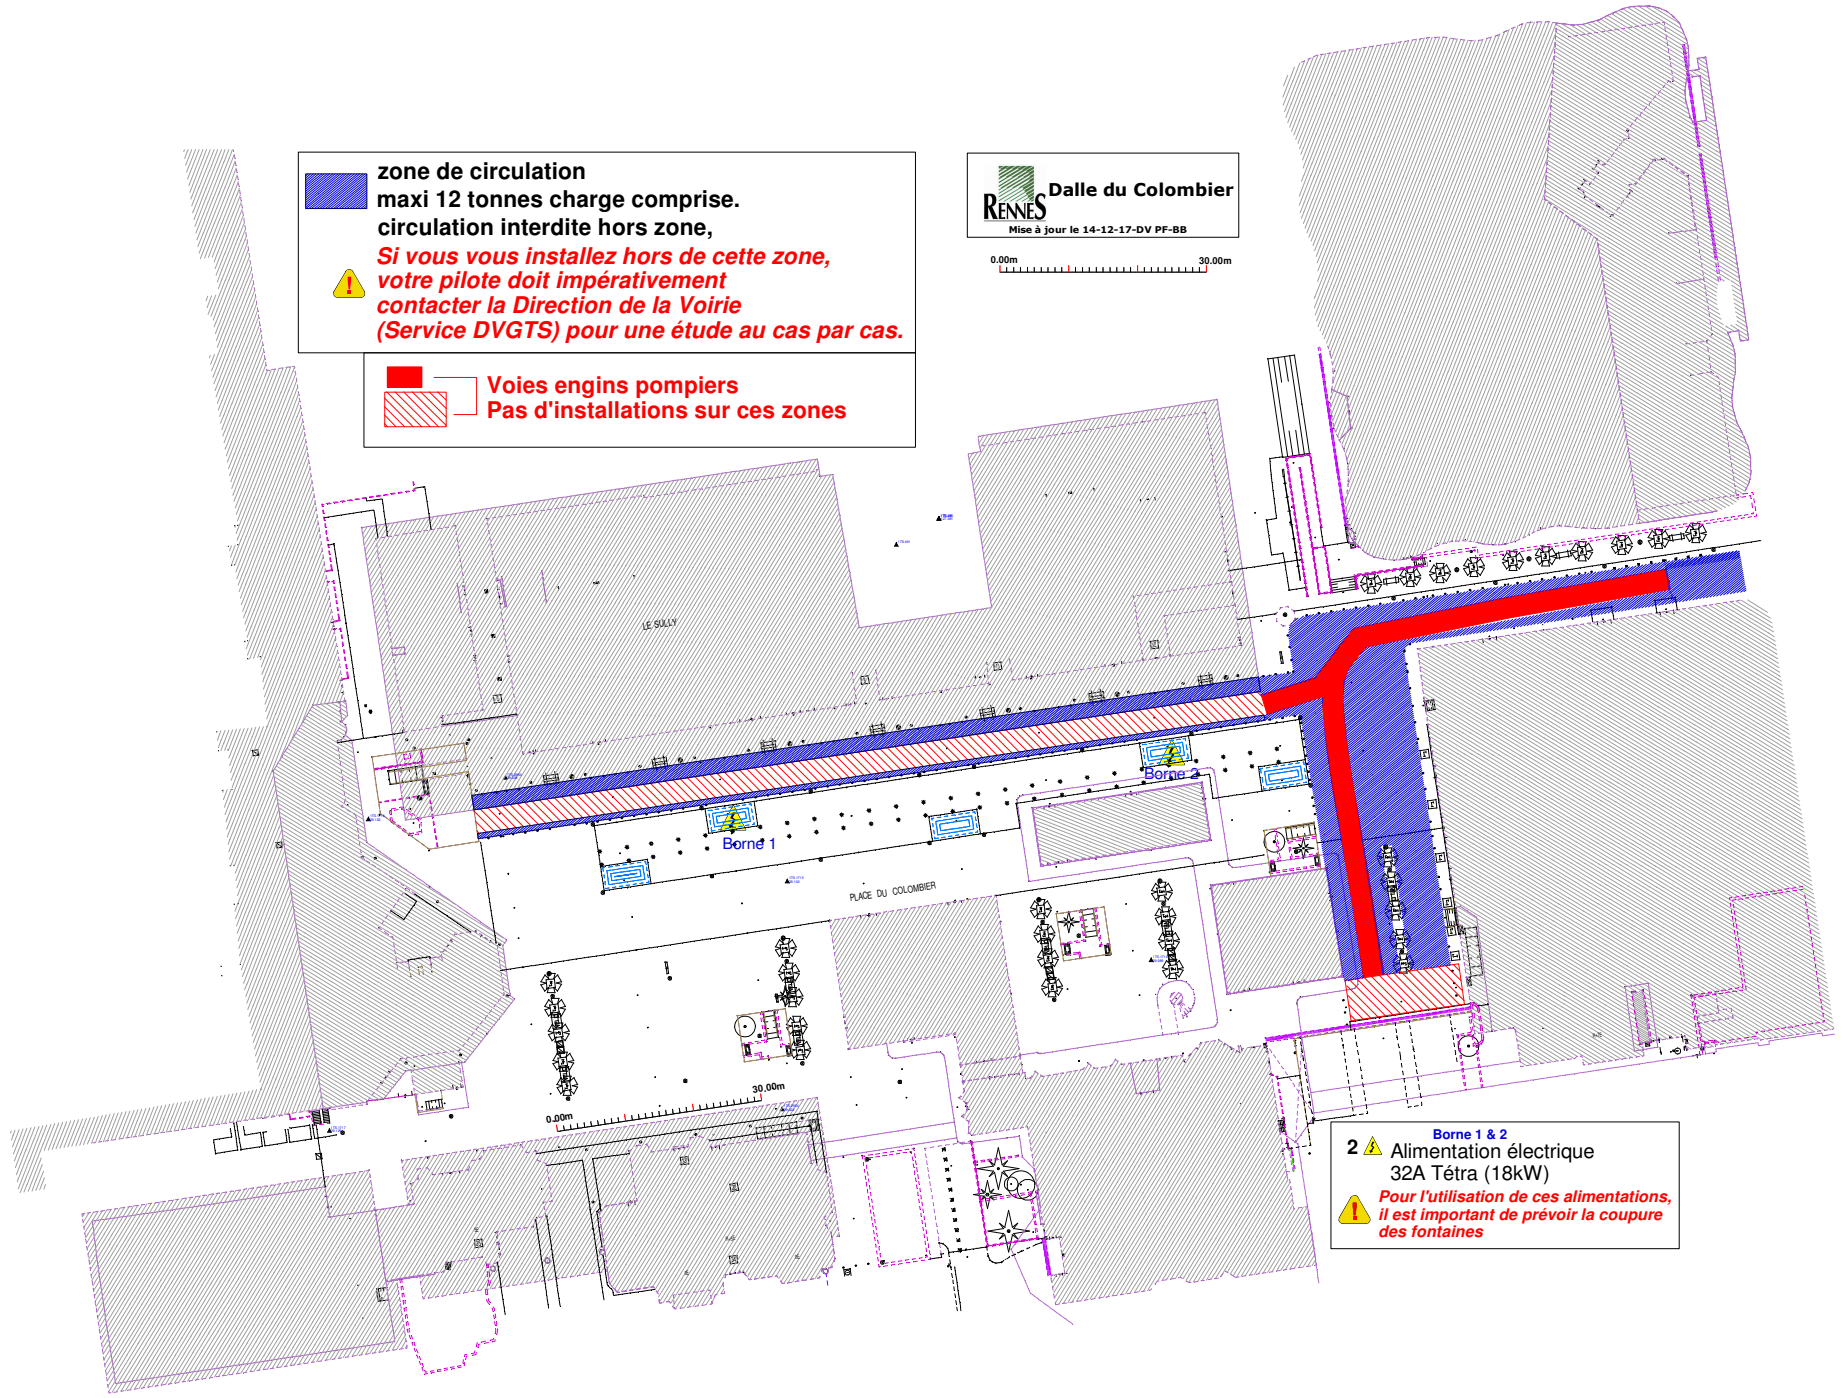 zone de circulation
maxi 12 tonnes charge comprise.
circulation interdite hors zone,
Si vous vous installez hors de cette zone,
votre pilote doit impérativement
contacter la Direction de la Voirie
(Service DVGTS) pour une étude au cas par cas.
Voies engins pompiers
Pas d'installations sur ces zones
RENNES
Dalle du Colombier
Mise à jour le 14-12-17-DV PF-BB
0.00m 30.00m
LE SULLY
Borne 2
Borne 1
PLACE DU COLOMBIER
0.00m 30.00m
Borne 1 & 2
2 Alimentation électrique
32A Tétra (18kW)
Pour l'utilisation de ces alimentations,
il est important de prévoir la coupure
des fontaines